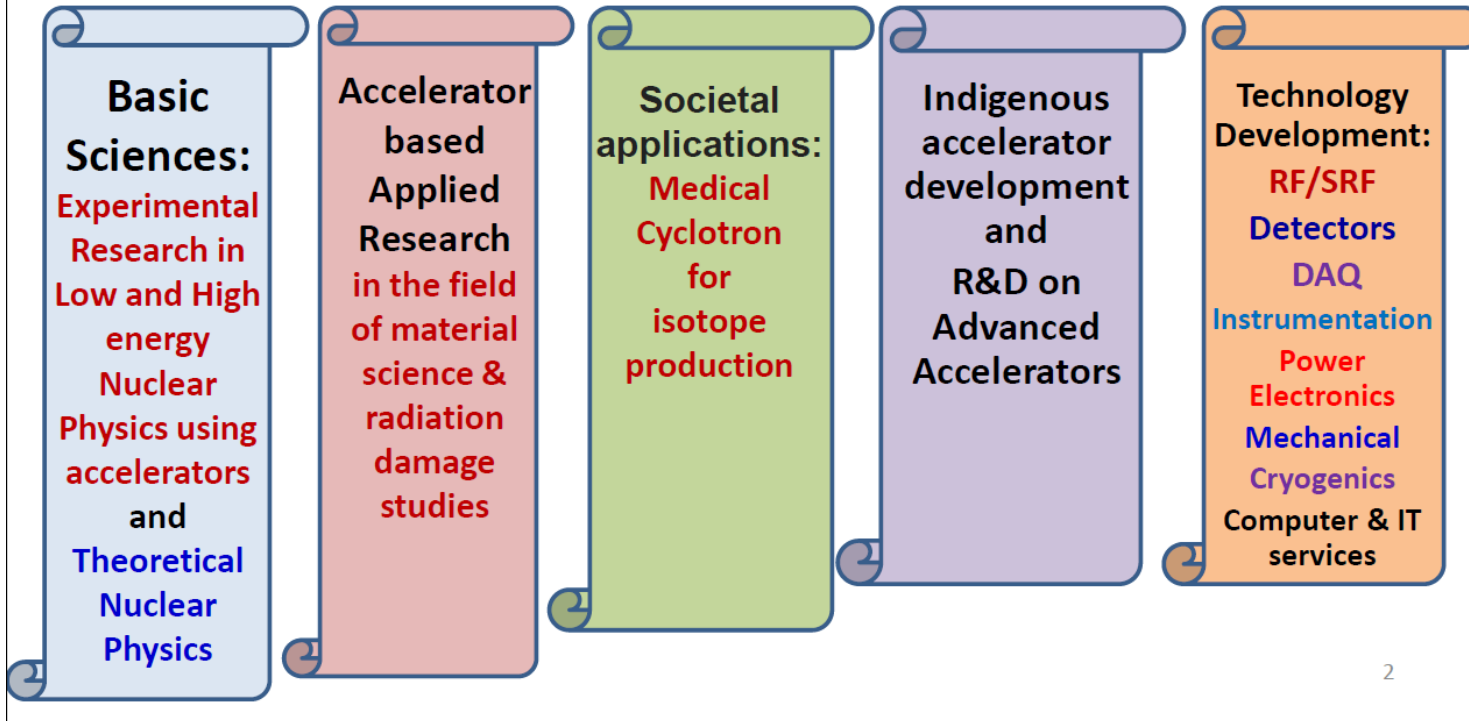 Basic
Sciences:
Experimental
Research in
Low and High
energy
Nuclear
Physics using
accelerators
and
Theoretical
Nuclear
Physics
Accelerator
based
Applied
Research
in the field
of material
science &
radiation
damage
studies
Societal
applications:
Medical
Cyclotron
for
isotope
production
Indigenous
accelerator
development
and
R&D on
Advanced
Accelerators
Technology
Development:
RF/SRF
Detectors
DAQ
Instrumentation
Power
Electronics
Mechanical
Cryogenics
Computer & IT
services
2